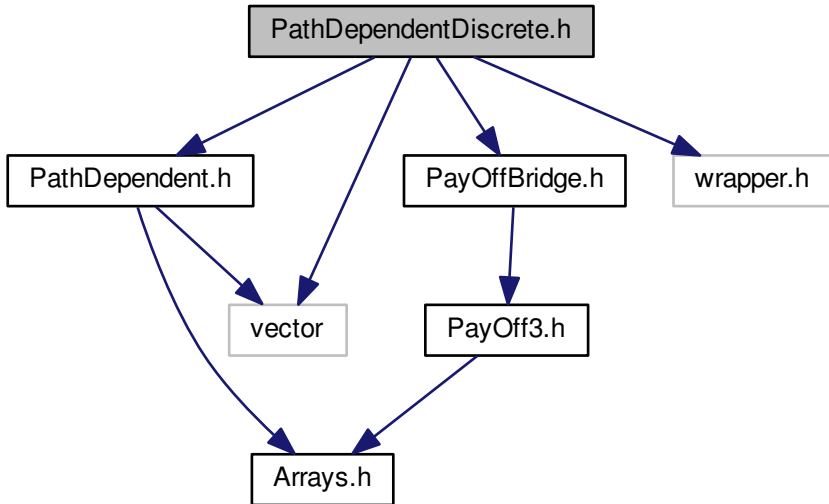 PathDependentDiscrete.h
PathDependent.h
PayOffBridge.h
wrapper.h
vector
PayOff3.h
Arrays.h